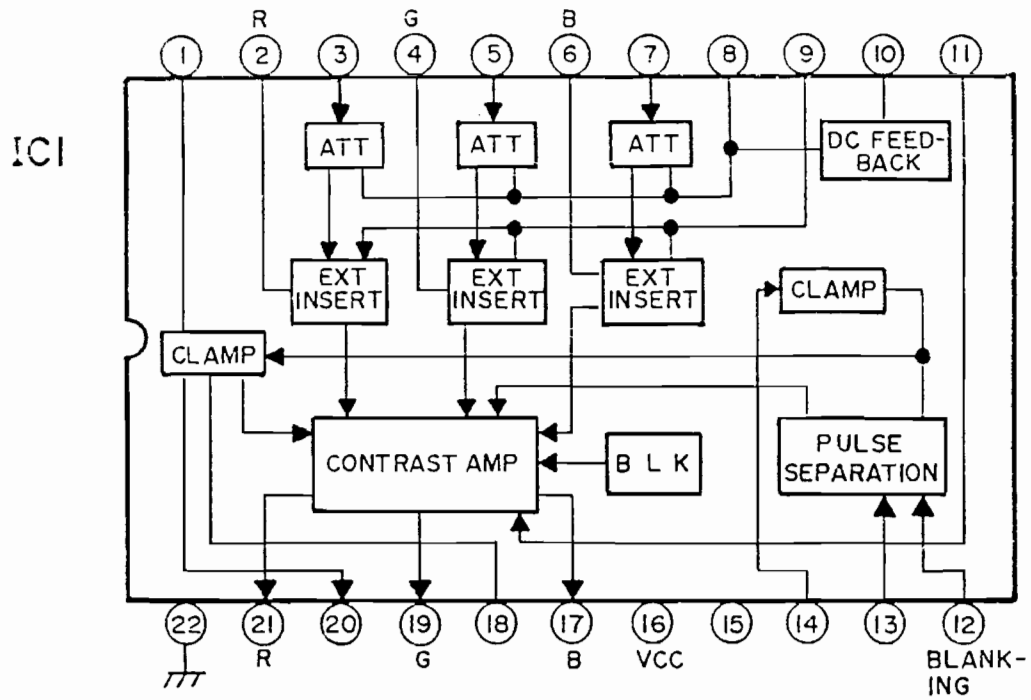 R G B
1 2 3 4 5 6 7 8 9 10 11
IC1
ATT ATT ATT DC FEED-
BACK
EXT
INSERT
EXT
INSERT
EXT
INSERT
CLAMP
CLAMP
CONTRAST AMP
B L K
PULSE
SEPARATION
22 21 20 19 18 17 16 15 14 13 12
R G B VCC BLANK-
ING